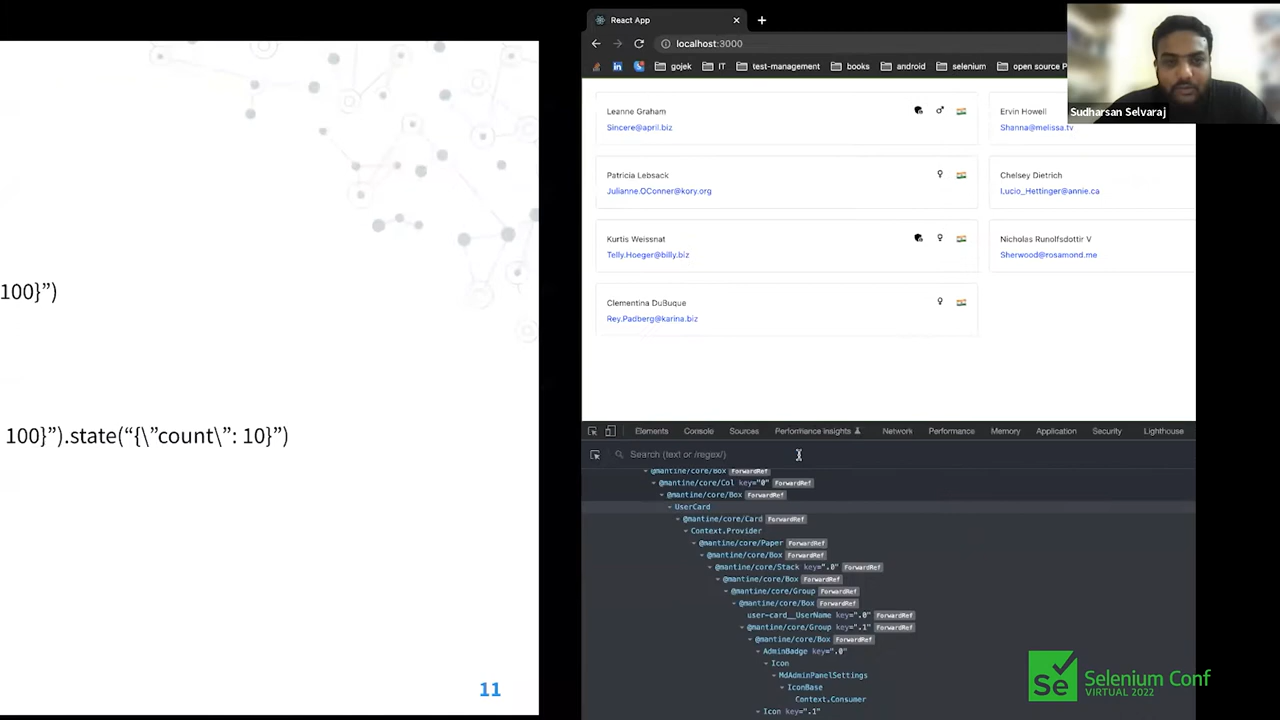 100}”)
100}”).state(“{\”count\”: 10}”)
11
React App
localhost:3000
gojek
IT
test-management
books
android
selenium
open source P
Sudharsan Selvaraj
Leanne Graham
Sincere@april.biz
Ervin Howell
Shanna@melissa.tv
Patricia Lebsack
Julianne.OConner@kory.org
Chelsey Dietrich
Lucio_Hettinger@annie.ca
Kurtis Weissnat
Telly.Hoeger@billy.biz
Nicholas Runolfsdottir V
Sherwood@rosamond.me
Clementina DuBuque
Rey.Padberg@karina.biz
Elements Console Sources Performance insights Network Performance Memory Application Security Lighthouse
Search (text or /regex/)
@mantine/core/Box ForwardRef
@mantine/core/Col key="0" ForwardRef
@mantine/core/Box ForwardRef
UserCard
@mantine/core/Card ForwardRef
Context.Provider
@mantine/core/Paper ForwardRef
@mantine/core/Box ForwardRef
@mantine/core/Stack key=".0" ForwardRef
@mantine/core/Box ForwardRef
@mantine/core/Group ForwardRef
@mantine/core/Box ForwardRef
user-card__UserName key=".0" ForwardRef
@mantine/core/Group key=".1" ForwardRef
@mantine/core/Box ForwardRef
AdminBadge key=".0"
Icon
MdAdminPanelSettings
IconBase
Context.Consumer
Icon key=".1"
Se
Selenium Conf
VIRTUAL 2022